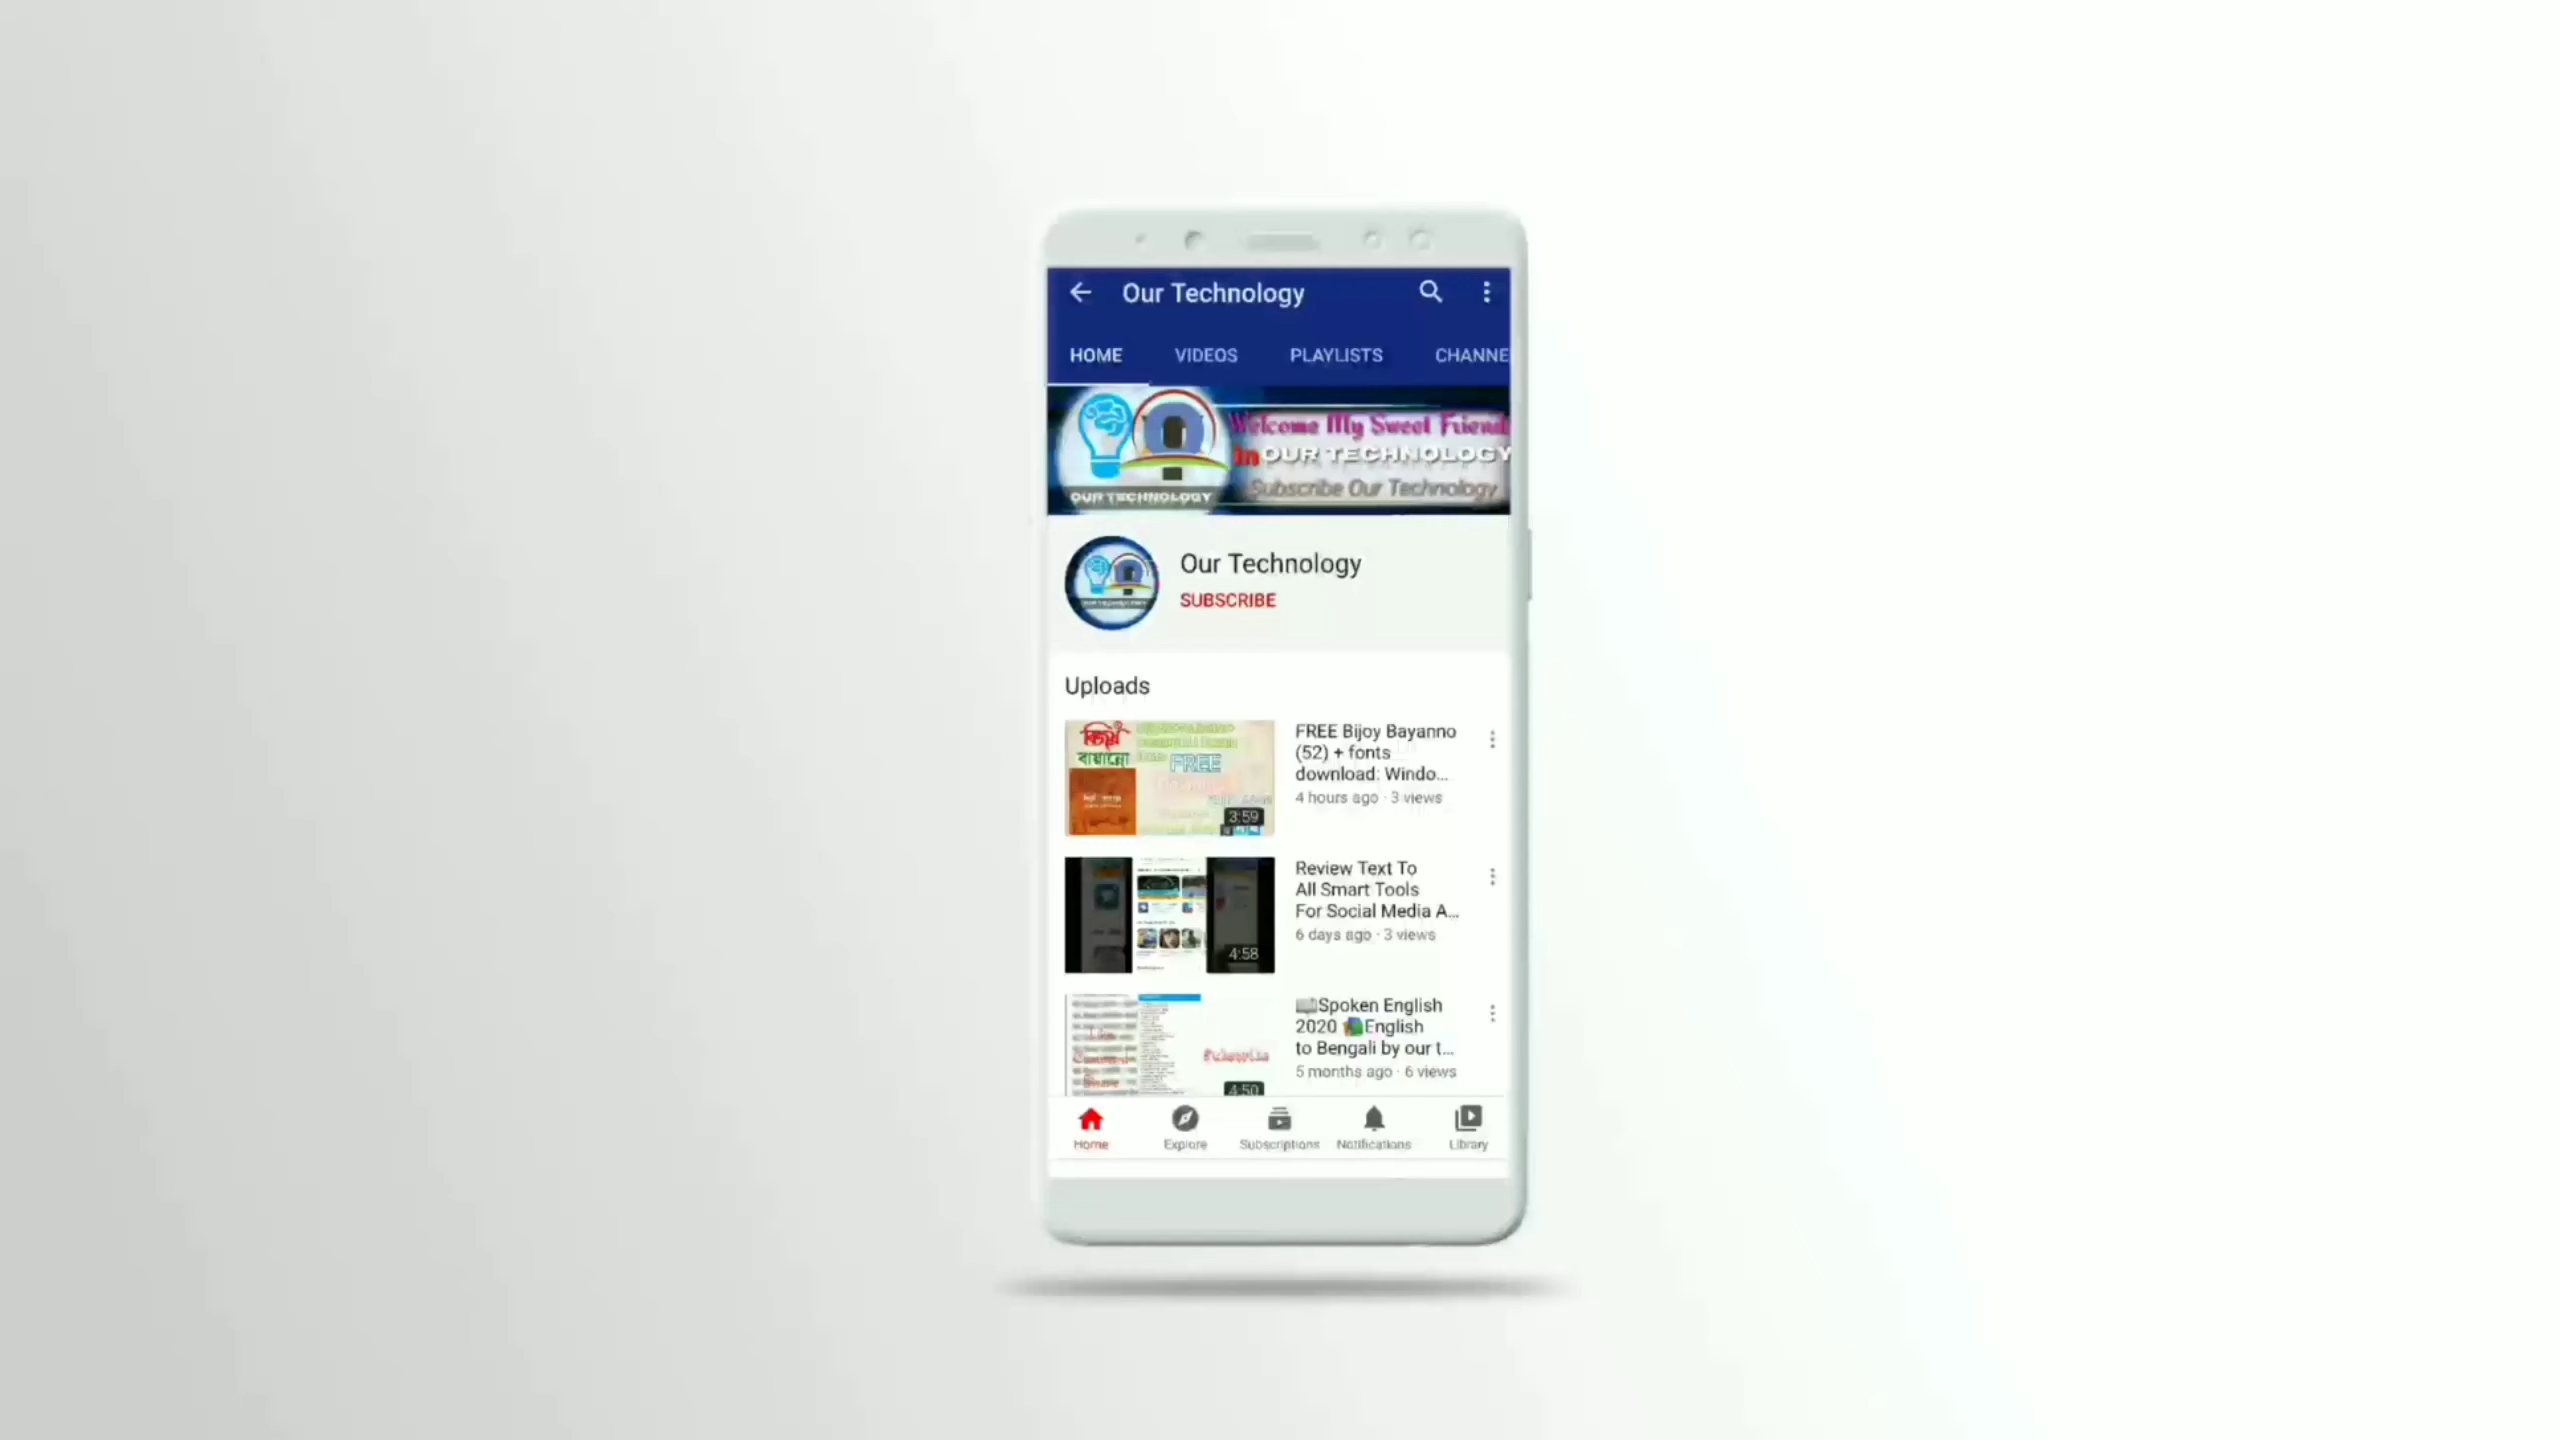 Our Technology
HOME VIDEOS PLAYLISTS CHANNE
Welcome My Sweet Friend
in OUR TECHNOLOGY
Subscribe Our Technology
OUR TECHNOLOGY
Our Technology
SUBSCRIBE
Uploads
বিজয়
বায়ান্নো
FREE
3:59
FREE Bijoy Bayanno
(52) + fonts
download: Windo...
4 hours ago · 3 views
4:58
Review Text To
All Smart Tools
For Social Media A...
6 days ago · 3 views
4:50
Spoken English
2020 English
to Bengali by our t...
5 months ago · 6 views
Home Explore Subscriptions Notifications Library